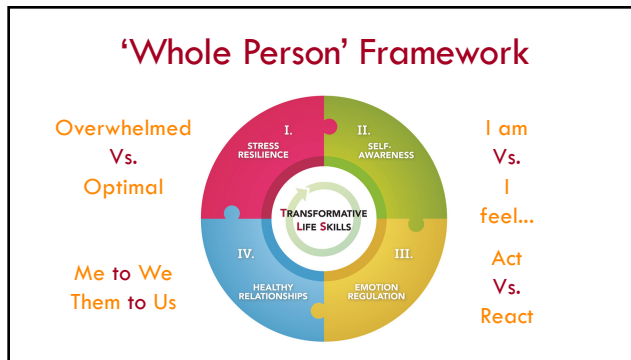 ‘Whole Person’ Framework
Overwhelmed
Vs.
Optimal
I.
STRESS
RESILIENCE
II.
SELF-
AWARENESS
I am
Vs.
I
feel...
TRANSFORMATIVE
LIFE SKILLS
Me to We
Them to Us
IV.
HEALTHY
RELATIONSHIPS
III.
EMOTION
REGULATION
Act
Vs.
React